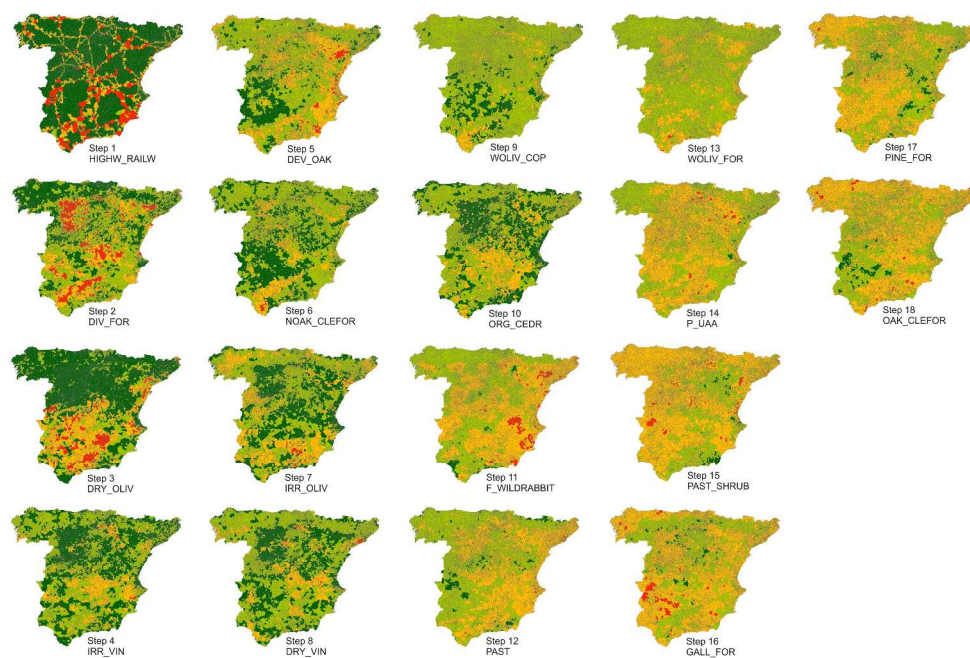 Step 1
HIGHW_RAILW
Step 5
DEV_OAK
Step 9
WOLIV_COP
Step 13
WOLIV_FOR
Step 17
PINE_FOR
Step 2
DIV_FOR
Step 6
NOAK_CLEFOR
Step 10
ORG_CEDR
Step 14
P_UAA
Step 18
OAK_CLEFOR
Step 3
DRY_OLIV
Step 7
IRR_OLIV
Step 11
F_WILDRABBIT
Step 15
PAST_SHRUB
Step 4
IRR_VIN
Step 8
DRY_VIN
Step 12
PAST
Step 16
GALL_FOR